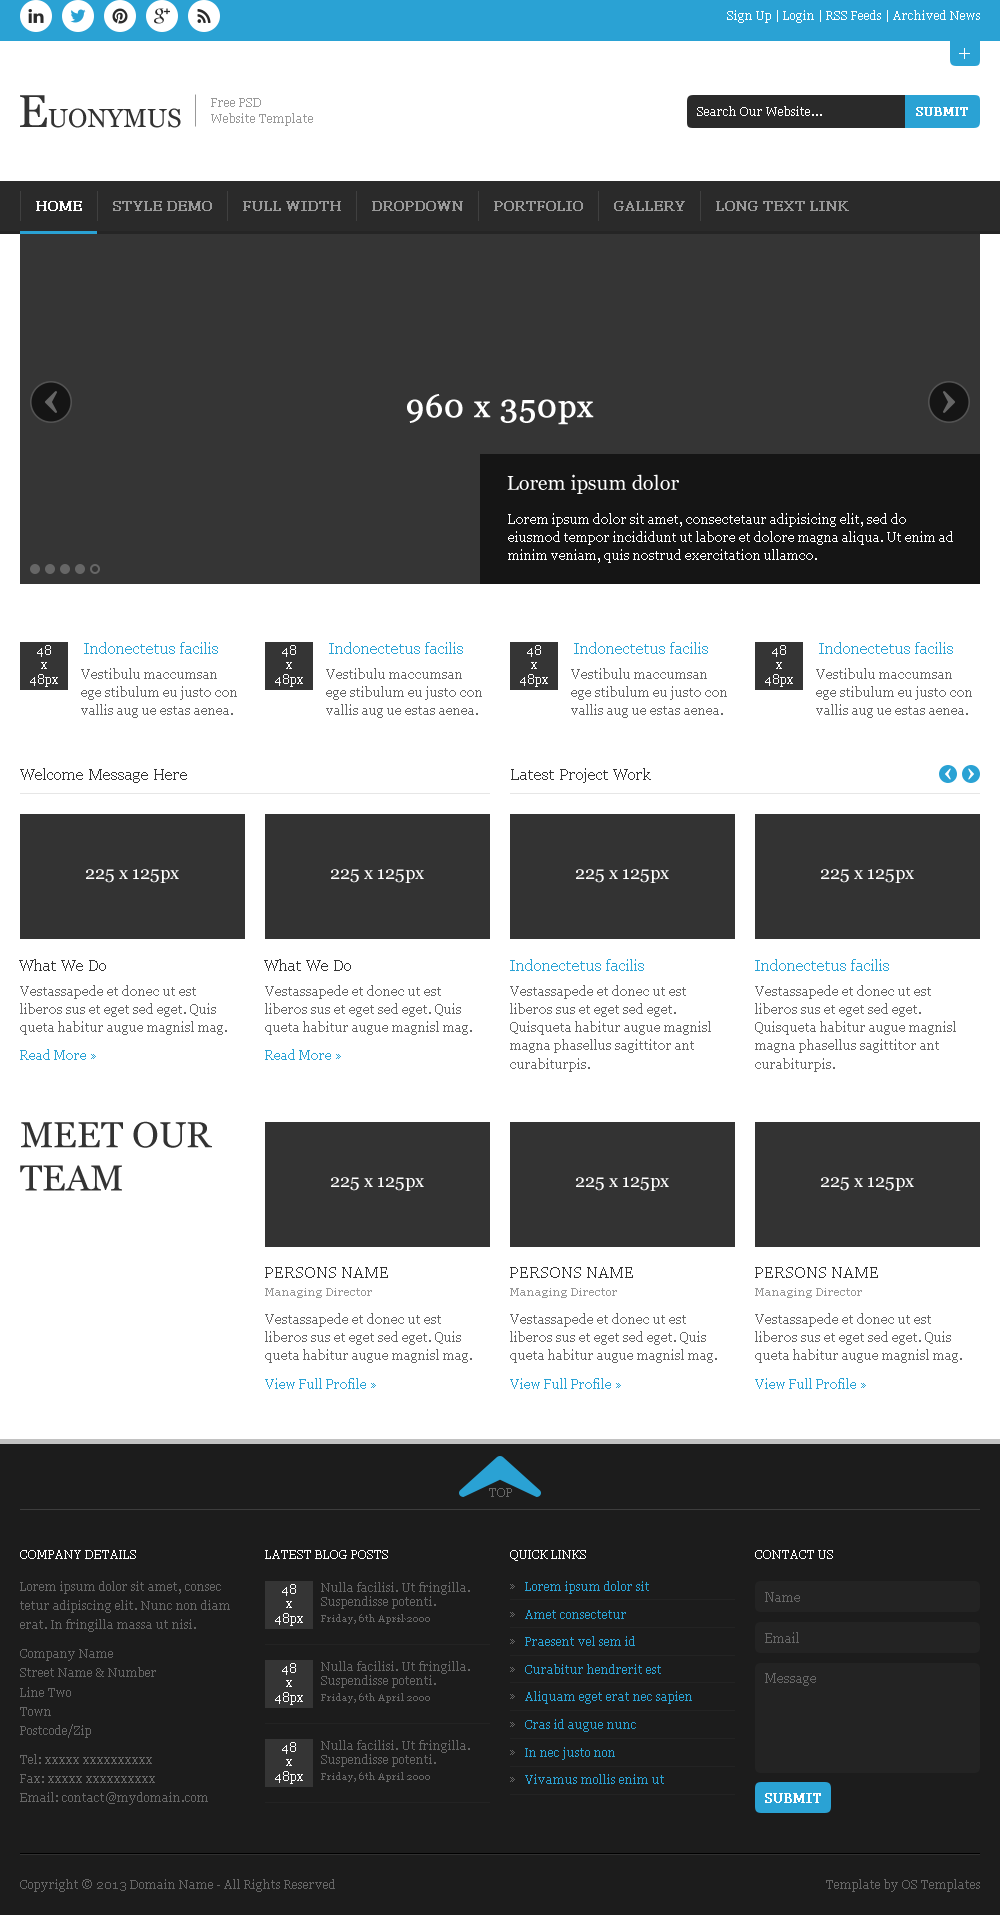 Sign Up | Login | RSS Feeds | Archived News
+
EUONYMUS
Free PSD
Website Template
Search Our Website...
SUBMIT
HOME
STYLE DEMO
FULL WIDTH
DROPDOWN
PORTFOLIO
GALLERY
LONG TEXT LINK
960 x 350px
Lorem ipsum dolor
Lorem ipsum dolor sit amet, consectetaur adipisicing elit, sed do
eiusmod tempor incididunt ut labore et dolore magna aliqua. Ut enim ad
minim veniam, quis nostrud exercitation ullamco.
48
x
48px
Indonectetus facilis
Vestibulu maccumsan
ege stibulum eu justo con
vallis aug ue estas aenea.
48
x
48px
Indonectetus facilis
Vestibulu maccumsan
ege stibulum eu justo con
vallis aug ue estas aenea.
48
x
48px
Indonectetus facilis
Vestibulu maccumsan
ege stibulum eu justo con
vallis aug ue estas aenea.
48
x
48px
Indonectetus facilis
Vestibulu maccumsan
ege stibulum eu justo con
vallis aug ue estas aenea.
Welcome Message Here
225 x 125px
What We Do
Vestassapede et donec ut est
liberos sus et eget sed eget. Quis
queta habitur augue magnisl mag.
Read More »
225 x 125px
What We Do
Vestassapede et donec ut est
liberos sus et eget sed eget. Quis
queta habitur augue magnisl mag.
Read More »
Latest Project Work
225 x 125px
Indonectetus facilis
Vestassapede et donec ut est
liberos sus et eget sed eget.
Quisqueta habitur augue magnisl
magna phasellus sagittitor ant
curabiturpis.
225 x 125px
Indonectetus facilis
Vestassapede et donec ut est
liberos sus et eget sed eget.
Quisqueta habitur augue magnisl
magna phasellus sagittitor ant
curabiturpis.
MEET OUR
TEAM
225 x 125px
PERSONS NAME
Managing Director
Vestassapede et donec ut est
liberos sus et eget sed eget. Quis
queta habitur augue magnisl mag.
View Full Profile »
225 x 125px
PERSONS NAME
Managing Director
Vestassapede et donec ut est
liberos sus et eget sed eget. Quis
queta habitur augue magnisl mag.
View Full Profile »
225 x 125px
PERSONS NAME
Managing Director
Vestassapede et donec ut est
liberos sus et eget sed eget. Quis
queta habitur augue magnisl mag.
View Full Profile »
TOP
COMPANY DETAILS
Lorem ipsum dolor sit amet, consec
tetur adipiscing elit. Nunc non diam
erat. In fringilla massa ut nisi.
Company Name
Street Name & Number
Line Two
Town
Postcode/Zip
Tel: xxxxx xxxxxxxxxx
Fax: xxxxx xxxxxxxxxx
Email: contact@mydomain.com
LATEST BLOG POSTS
48
x
48px
Nulla facilisi. Ut fringilla.
Suspendisse potenti.
Friday, 6th April 2000
48
x
48px
Nulla facilisi. Ut fringilla.
Suspendisse potenti.
Friday, 6th April 2000
48
x
48px
Nulla facilisi. Ut fringilla.
Suspendisse potenti.
Friday, 6th April 2000
QUICK LINKS
» Lorem ipsum dolor sit
» Amet consectetur
» Praesent vel sem id
» Curabitur hendrerit est
» Aliquam eget erat nec sapien
» Cras id augue nunc
» In nec justo non
» Vivamus mollis enim ut
CONTACT US
Name
Email
Message
SUBMIT
Copyright © 2013 Domain Name - All Rights Reserved
Template by OS Templates